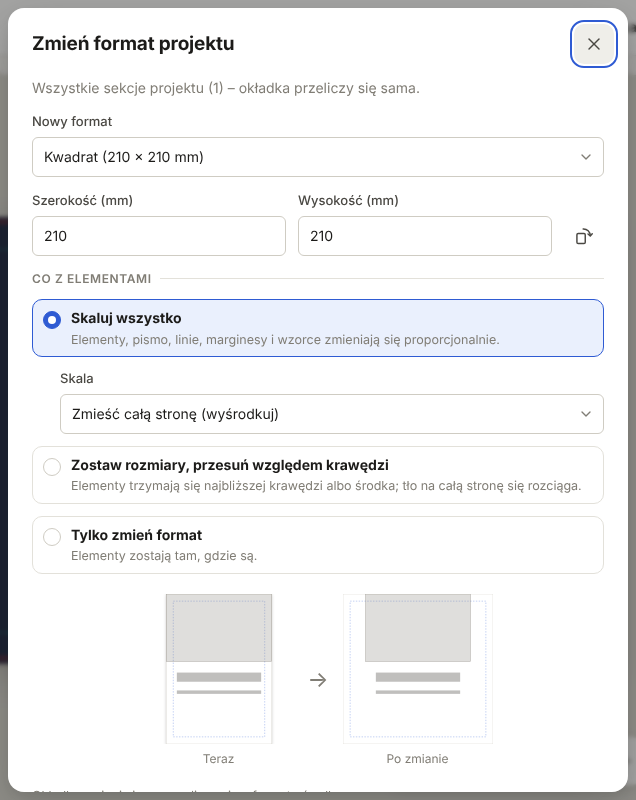 Zmień format projektu
Wszystkie sekcje projektu (1) – okładka przeliczy się sama.
Nowy format
Kwadrat (210 × 210 mm)
Szerokość (mm)
Wysokość (mm)
210
210
CO Z ELEMENTAMI
Skaluj wszystko
Elementy, pismo, linie, marginesy i wzorce zmieniają się proporcjonalnie.
Skala
Zmieść całą stronę (wyśrodkuj)
Zostaw rozmiary, przesuń względem krawędzi
Elementy trzymają się najbliższej krawędzi albo środka; tło na całą stronę się rozciąga.
Tylko zmień format
Elementy zostają tam, gdzie są.
Teraz
Po zmianie